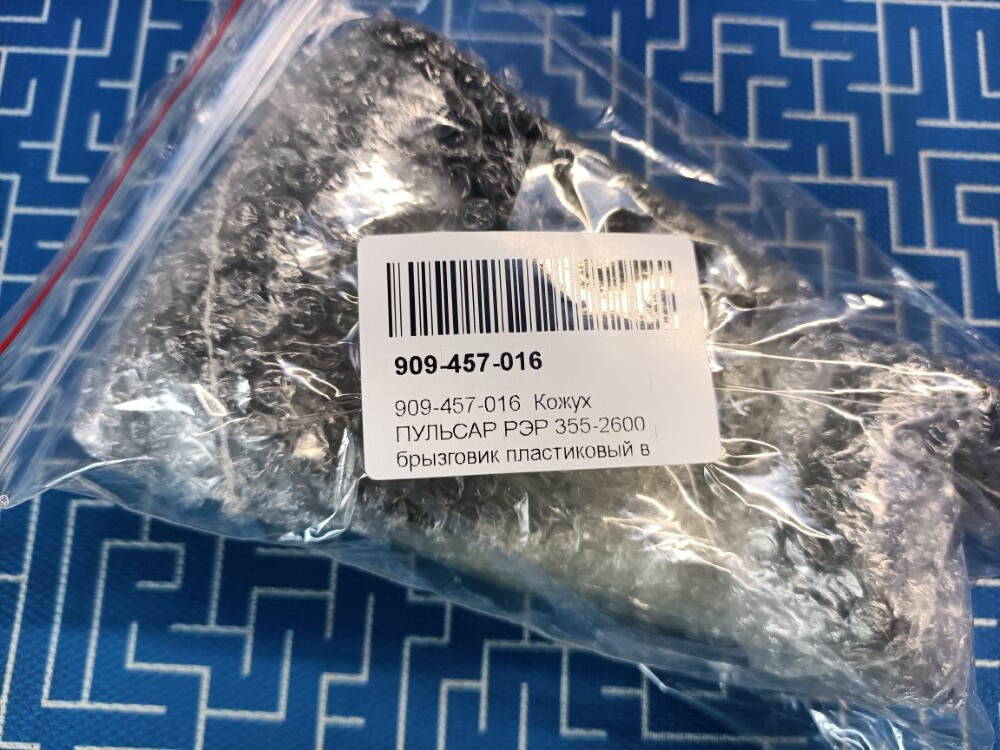 909-457-016
909-457-016 Кожух
ПУЛЬСАР РЭР 355-2600
брызговик пластиковый в